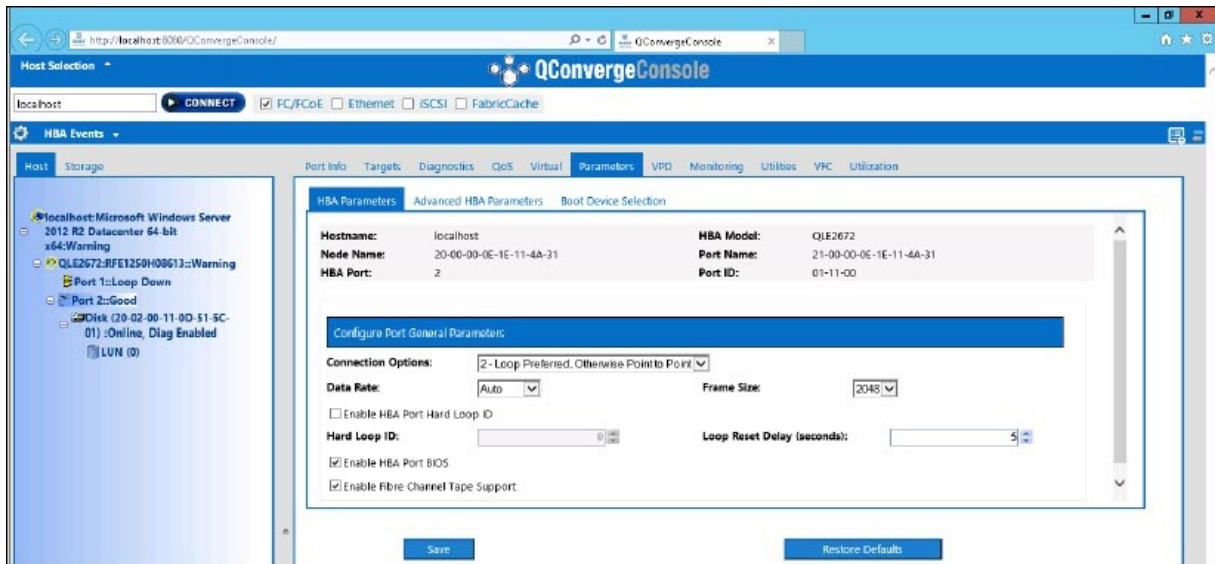 http://localhost:8080/QConvergeConsole/
QConvergeConsole
Host Selection
QConvergeConsole
localhost
CONNECT
FC/FCoE
Ethernet
iSCSI
FabricCache
HBA Events
Host
Storage
Port Info
Targets
Diagnostics
QoS
Virtual
Parameters
VPD
Monitoring
Utilities
VFC
Utilization
localhost:Microsoft Windows Server
2012 R2 Datacenter 64-bit
x64:Warning
QLE2672:RFE1250H08613::Warning
Port 1::Loop Down
Port 2::Good
Disk (20-02-00-11-0D-51-5C-
01) :Online, Diag Enabled
LUN (0)
HBA Parameters
Advanced HBA Parameters
Boot Device Selection
Hostname: localhost
HBA Model: QLE2672
Node Name: 20-00-00-0E-1E-11-4A-31
Port Name: 21-00-00-0E-1E-11-4A-31
HBA Port: 2
Port ID: 01-11-00
Configure Port General Parameters
Connection Options: 2 - Loop Preferred, Otherwise Point to Point
Data Rate: Auto
Frame Size: 2048
Enable HBA Port Hard Loop ID
Hard Loop ID: 0
Loop Reset Delay (seconds): 5
Enable HBA Port BIOS
Enable Fibre Channel Tape Support
Save
Restore Defaults